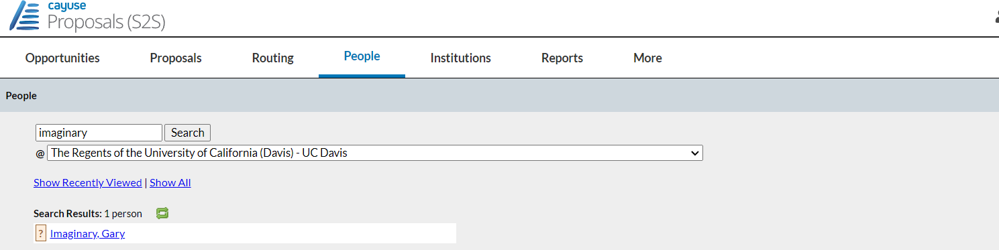 cayuse
Proposals (S2S)
Opportunities Proposals Routing People Institutions Reports More
People
imaginary Search
@ The Regents of the University of California (Davis) - UC Davis
Show Recently Viewed | Show All
Search Results: 1 person
? Imaginary, Gary